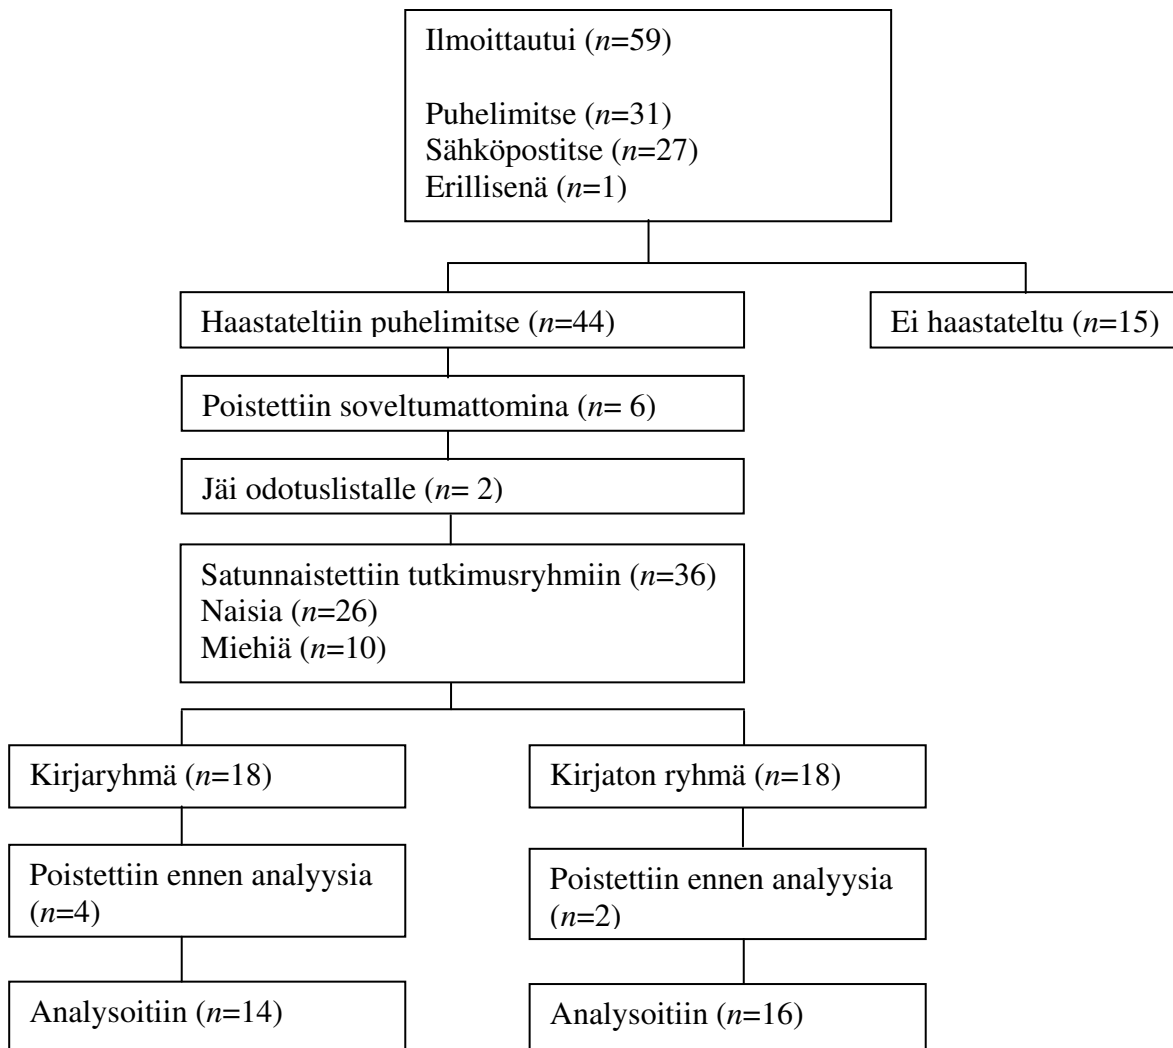 Ilmoittautui (n=59)
Puhelimitse (n=31)
Sähköpostitse (n=27)
Erillisenä (n=1)
Haastateltiin puhelimitse (n=44)
Ei haastateltu (n=15)
Poistettiin soveltumattomina (n= 6)
Jäi odotuslistalle (n= 2)
Satunnaistettiin tutkimusryhmiin (n=36)
Naisia (n=26)
Miehiä (n=10)
Kirjaryhmä (n=18)
Kirjaton ryhmä (n=18)
Poistettiin ennen analyysia
(n=4)
Poistettiin ennen analyysia
(n=2)
Analysoitiin (n=14)
Analysoitiin (n=16)